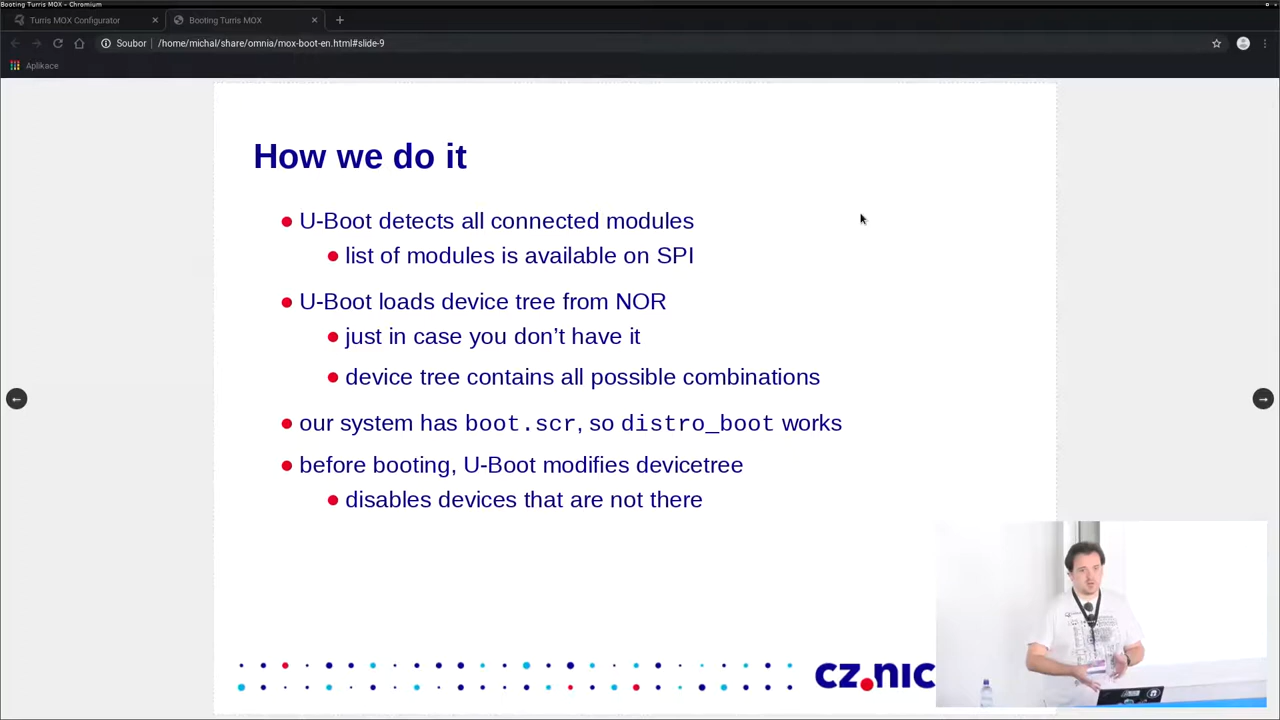 Booting Turris MOX - Chromium
Turris MOX Configurator
Booting Turris MOX
Soubor
/home/michal/share/omnia/mox-boot-en.html#slide-9
Aplikace
How we do it
U-Boot detects all connected modules
list of modules is available on SPI
U-Boot loads device tree from NOR
just in case you don’t have it
device tree contains all possible combinations
our system has boot.scr, so distro_boot works
before booting, U-Boot modifies devicetree
disables devices that are not there
cz.nic